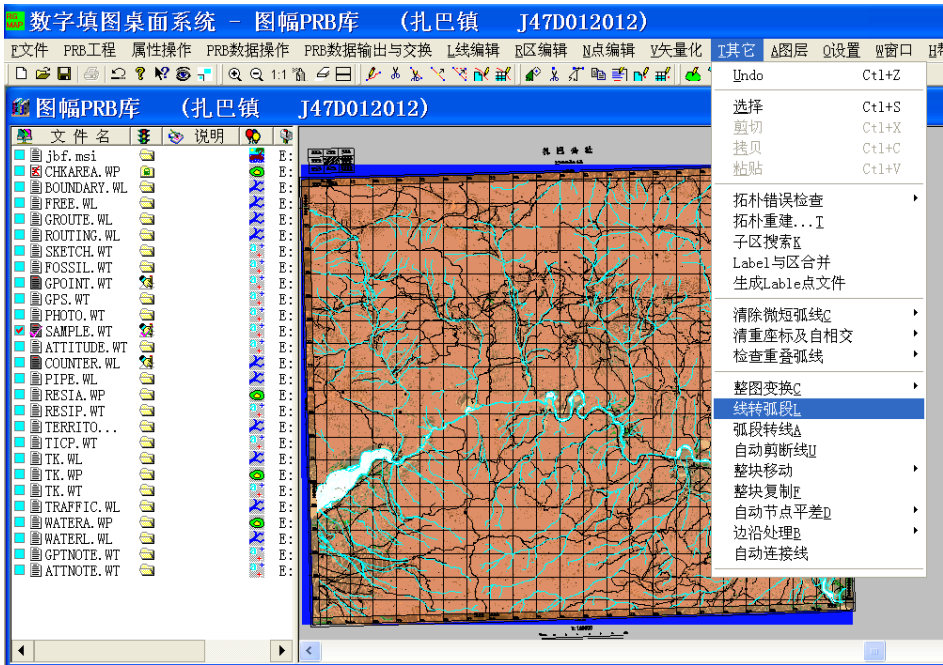 RG MAP 数字填图桌面系统 - 图幅PRB库 (扎巴镇 J47D012012)
F文件 PRB工程 属性操作 PRB数据操作 PRB数据输出与交换 L线编辑 R区编辑 N点编辑 V矢量化 I其它 A图层 O设置 W窗口
1:1
图幅PRB库 (扎巴镇 J47D012012)
文件名 说明
jbf.msi E:
CHKAREA.WP E:
BOUNDARY.WL E:
FREE.WL E:
GROUTE.WL E:
ROUTING.WL E:
SKETCH.WL E:
FOSSIL.WT E:
GPOINT.WT E:
GPS.WT E:
PHOTO.WT E:
SAMPLE.WT E:
ATTITUDE.WT E:
COUNTER.WL E:
PIPE.WL E:
RESIA.WP E:
RESIP.WT E:
TERRITO... E:
TICP.WT E:
TK.WL E:
TK.WP E:
TK.WT E:
TRAFFIC.WL E:
WATERA.WP E:
WATERL.WL E:
GPTNOTE.WT E:
ATTNOTE.WT E:
Undo Ctl+Z
选择 Ctl+S
剪切 Ctl+X
拷贝 Ctl+C
粘贴 Ctl+V
拓朴错误检查
拓朴重建...T
子区搜索K
Label与区合并
生成Lable点文件
清除微短弧线C
清重座标及自相交
检查重叠弧线
整图变换C
线转弧段L
弧段转线A
自动剪断线U
整块移动
整块复制F
自动节点平差D
边沿处理B
自动连接线